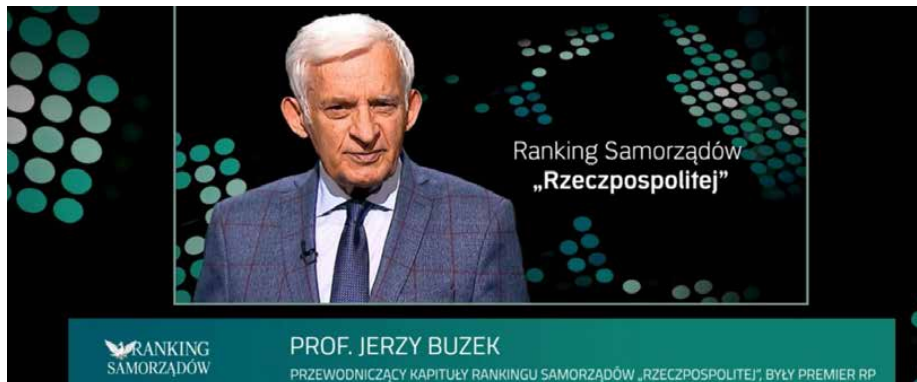 Ranking Samorządów
„Rzeczpospolitej”
RANKING
SAMORZĄDÓW
PROF. JERZY BUZEK
PRZEWODNICZĄCY KAPITUŁY RANKINGU SAMORZĄDÓW „RZECZPOSPOLITEJ”, BYŁY PREMIER RP